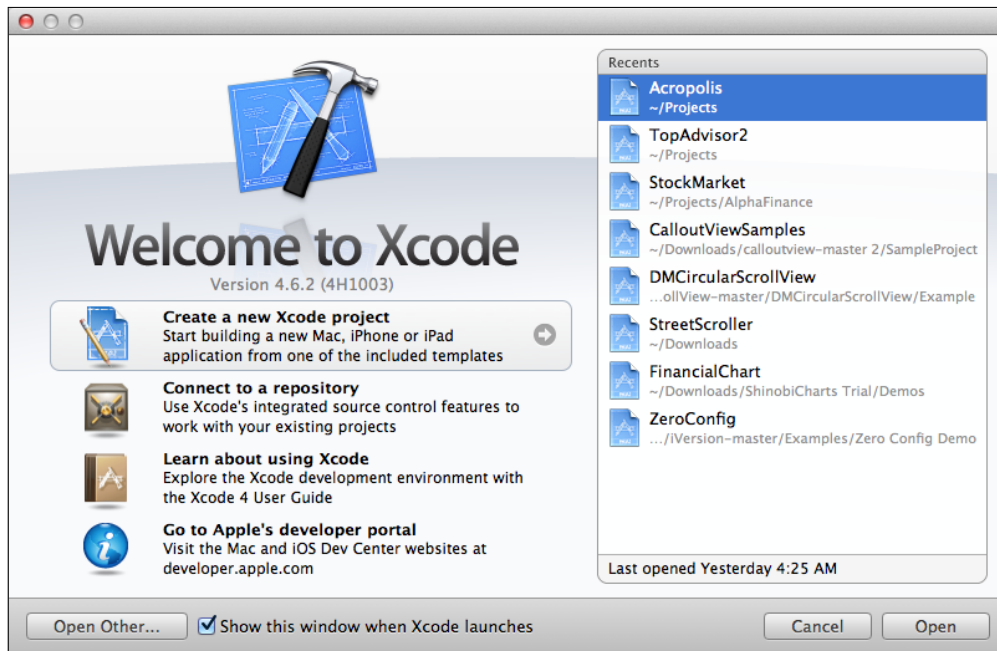 Welcome to Xcode
Version 4.6.2 (4H1003)
Create a new Xcode project
Start building a new Mac, iPhone or iPad
application from one of the included templates
Connect to a repository
Use Xcode's integrated source control features to
work with your existing projects
Learn about using Xcode
Explore the Xcode development environment with
the Xcode 4 User Guide
Go to Apple's developer portal
Visit the Mac and iOS Dev Center websites at
developer.apple.com
Recents
Acropolis
~/Projects
TopAdvisor2
~/Projects
StockMarket
~/Projects/AlphaFinance
CalloutViewSamples
~/Downloads/calloutview-master 2/SampleProject
DMCircularScrollView
...ollView-master/DMCircularScrollView/Example
StreetScroller
~/Downloads
FinancialChart
~/Downloads/ShinobiCharts Trial/Demos
ZeroConfig
.../iVersion-master/Examples/Zero Config Demo
Last opened Yesterday 4:25 AM
Open Other...
Show this window when Xcode launches
Cancel
Open